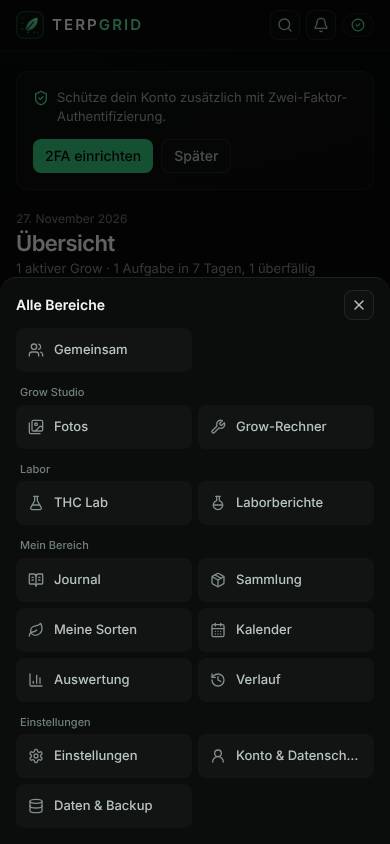 TERPGRID
Schütze dein Konto zusätzlich mit Zwei-Faktor-
Authentifizierung.
2FA einrichten
Später
27. November 2026
Übersicht
1 aktiver Grow · 1 Aufgabe in 7 Tagen, 1 überfällig
Alle Bereiche
Gemeinsam
Grow Studio
Fotos
Grow-Rechner
Labor
THC Lab
Laborberichte
Mein Bereich
Journal
Sammlung
Meine Sorten
Kalender
Auswertung
Verlauf
Einstellungen
Einstellungen
Konto & Datensch...
Daten & Backup